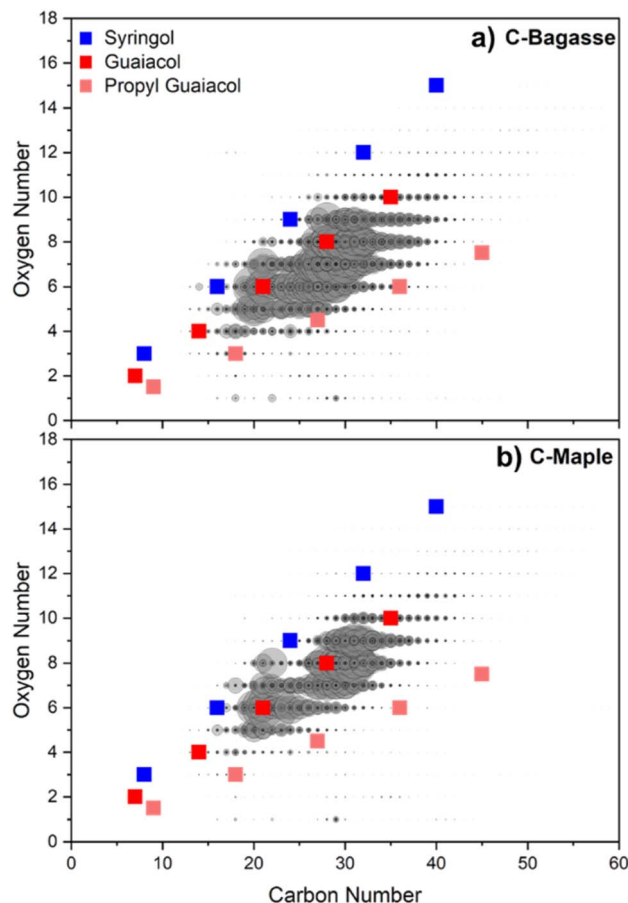 a) C-Bagasse
Syringol
Guaiacol
Propyl Guaiacol
Oxygen Number
18
16
14
12
10
8
6
4
2
0
b) C-Maple
Oxygen Number
18
16
14
12
10
8
6
4
2
0
0 10 20 30 40 50 60
Carbon Number